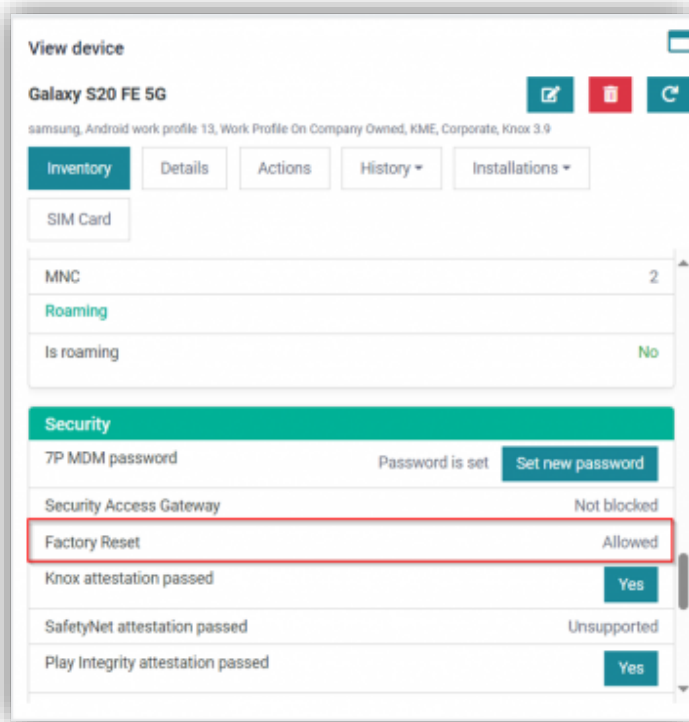 View device
Galaxy S20 FE 5G
samsung, Android work profile 13, Work Profile On Company Owned, KME, Corporate, Knox 3.9
Inventory Details Actions History Installations
SIM Card
MNC 2
Roaming
Is roaming No
Security
7P MDM password Password is set Set new password
Security Access Gateway Not blocked
Factory Reset Allowed
Knox attestation passed Yes
SafetyNet attestation passed Unsupported
Play Integrity attestation passed Yes